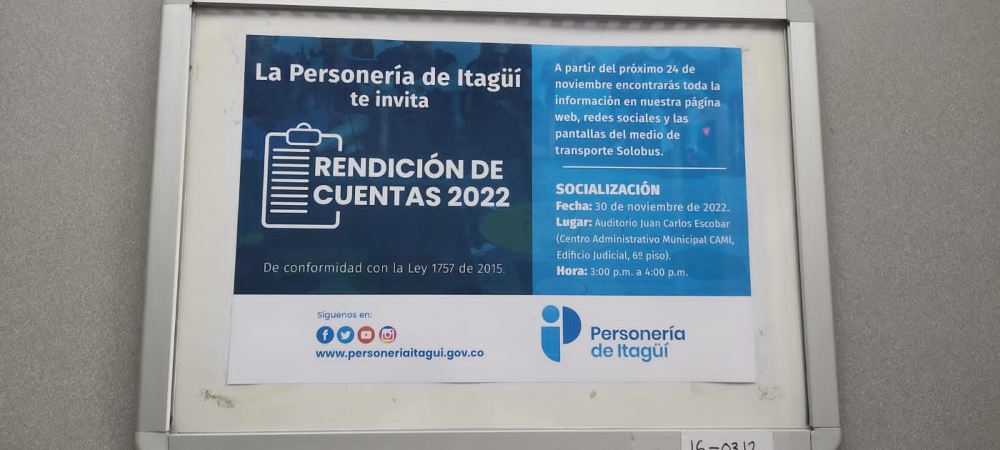 La Personería de Itagüí
te invita
RENDICIÓN DE
CUENTAS 2022
De conformidad con la Ley 1757 de 2015.
A partir del próximo 24 de
noviembre encontrarás toda la
información en nuestra página
web, redes sociales y las
pantallas del medio de
transporte Solobus.
SOCIALIZACIÓN
Fecha: 30 de noviembre de 2022.
Lugar: Auditorio Juan Carlos Escobar
(Centro Administrativo Municipal CAMI,
Edificio Judicial, 6º piso).
Hora: 3:00 p.m. a 4:00 p.m.
Síguenos en:
www.personeriaitagui.gov.co
Personería
de Itagüí
16-0312